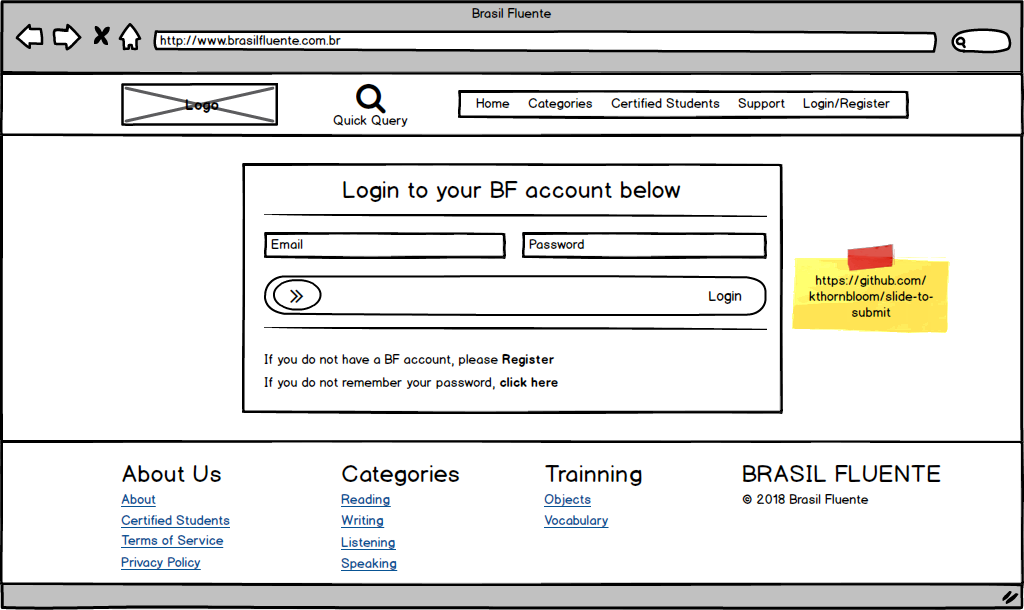 Brasil Fluente
http://www.brasilfluente.com.br
Logo
Quick Query
Home Categories Certified Students Support Login/Register
Login to your BF account below
Email Password
Login
https://github.com/
kthornbloom/slide-to-
submit
If you do not have a BF account, please Register
If you do not remember your password, click here
About Us
About
Certified Students
Terms of Service
Privacy Policy
Categories
Reading
Writing
Listening
Speaking
Trainning
Objects
Vocabulary
BRASIL FLUENTE
© 2018 Brasil Fluente